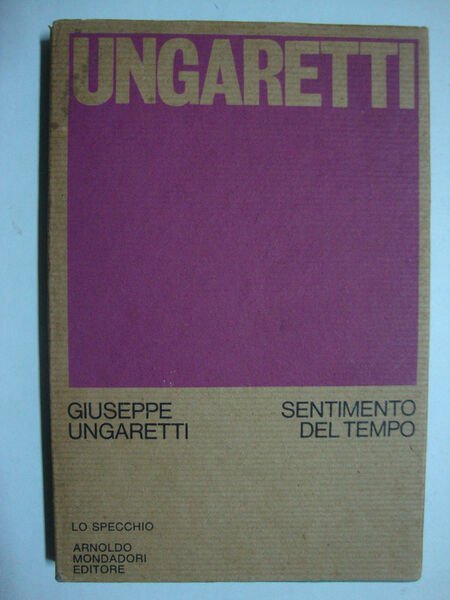 UNGARETTI
GIUSEPPE
UNGARETTI
SENTIMENTO
DEL TEMPO
LO SPECCHIO
ARNOLDO
MONDADORI
EDITORE